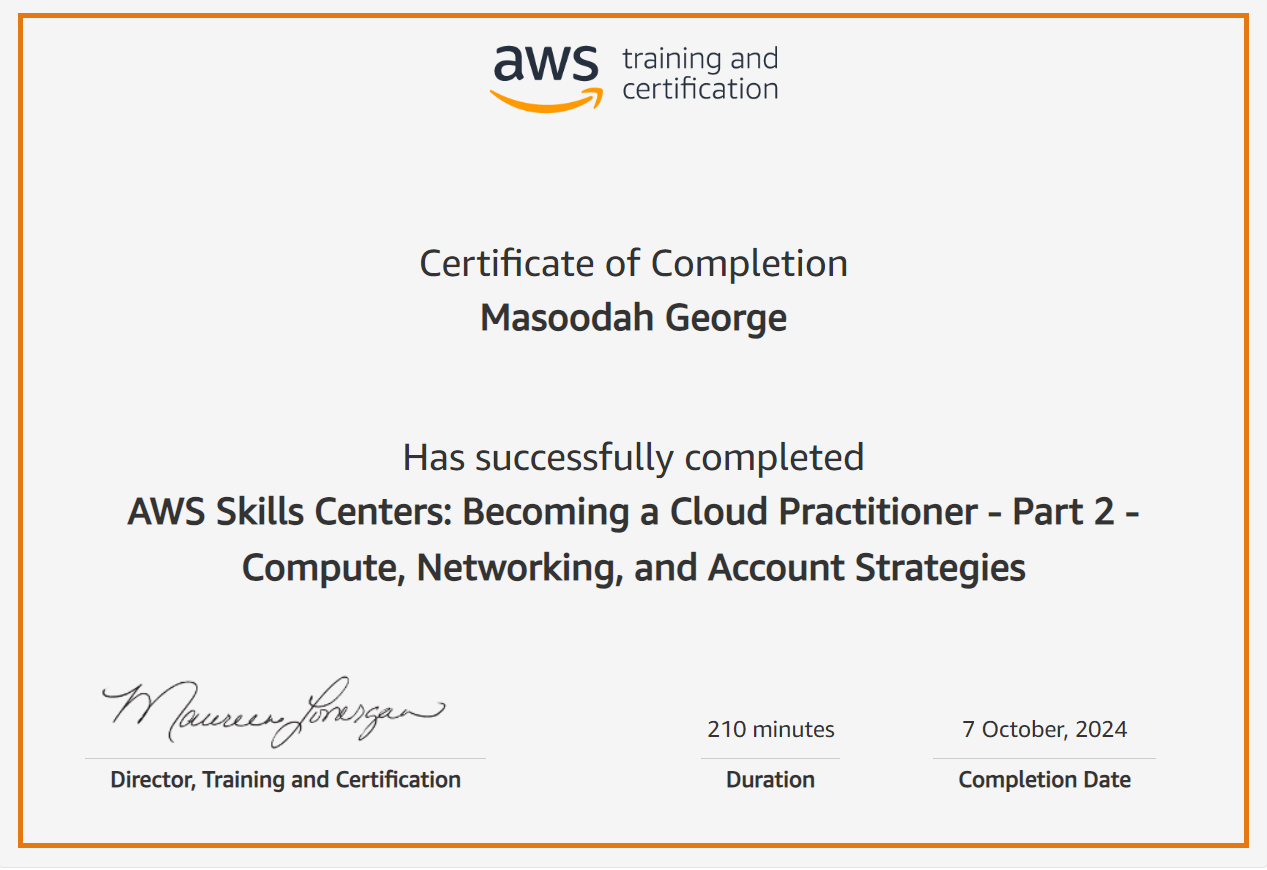 aws training and
certification
Certificate of Completion
Masoodah George
Has successfully completed
AWS Skills Centers: Becoming a Cloud Practitioner - Part 2 -
Compute, Networking, and Account Strategies
Maureen Lonergan
210 minutes
7 October, 2024
Director, Training and Certification
Duration
Completion Date